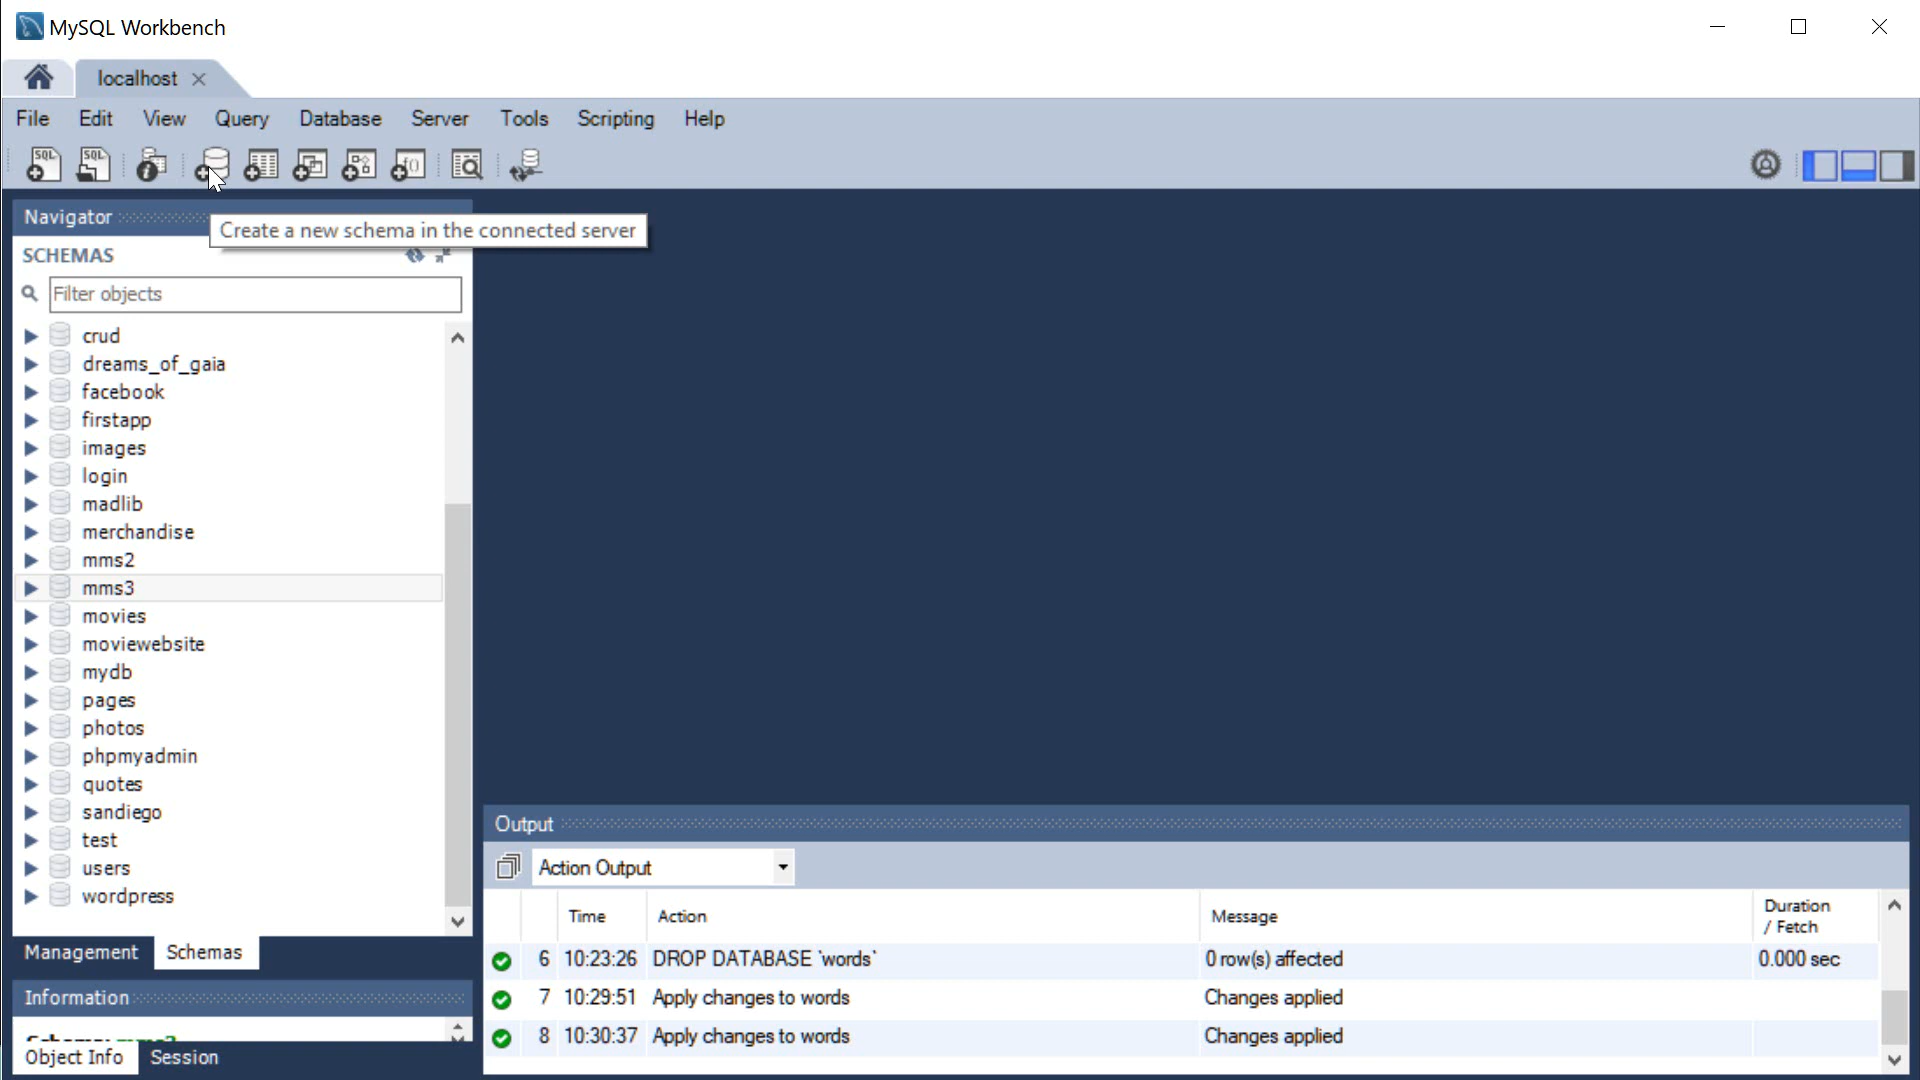 MySQL Workbench
localhost
File Edit View Query Database Server Tools Scripting Help
SQL SQL
f()
Navigator
Create a new schema in the connected server
SCHEMAS
Filter objects
crud
dreams_of_gaia
facebook
firstapp
images
login
madlib
merchandise
mms2
mms3
movies
moviewebsite
mydb
pages
photos
phpmyadmin
quotes
sandiego
test
users
wordpress
Management Schemas
Information
Object Info Session
Output
Action Output
Time Action Message Duration / Fetch
6 10:23:26 DROP DATABASE `words` 0 row(s) affected 0.000 sec
7 10:29:51 Apply changes to words Changes applied
8 10:30:37 Apply changes to words Changes applied